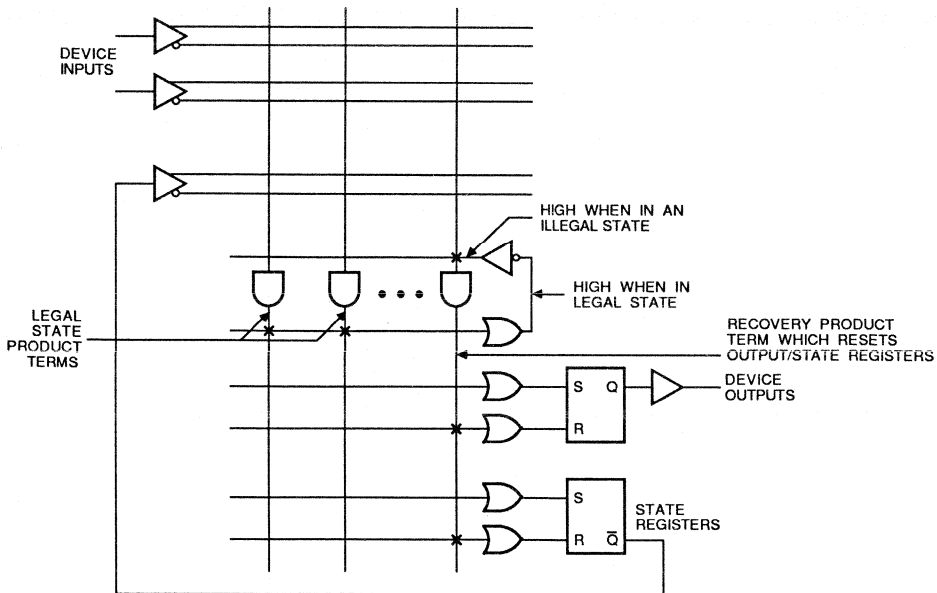 DEVICE
INPUTS
HIGH WHEN IN AN
ILLEGAL STATE
HIGH WHEN IN
LEGAL STATE
LEGAL
STATE
PRODUCT
TERMS
RECOVERY PRODUCT
TERM WHICH RESETS
OUTPUT/STATE REGISTERS
S Q
R
DEVICE
OUTPUTS
S
R Q̅
STATE
REGISTERS